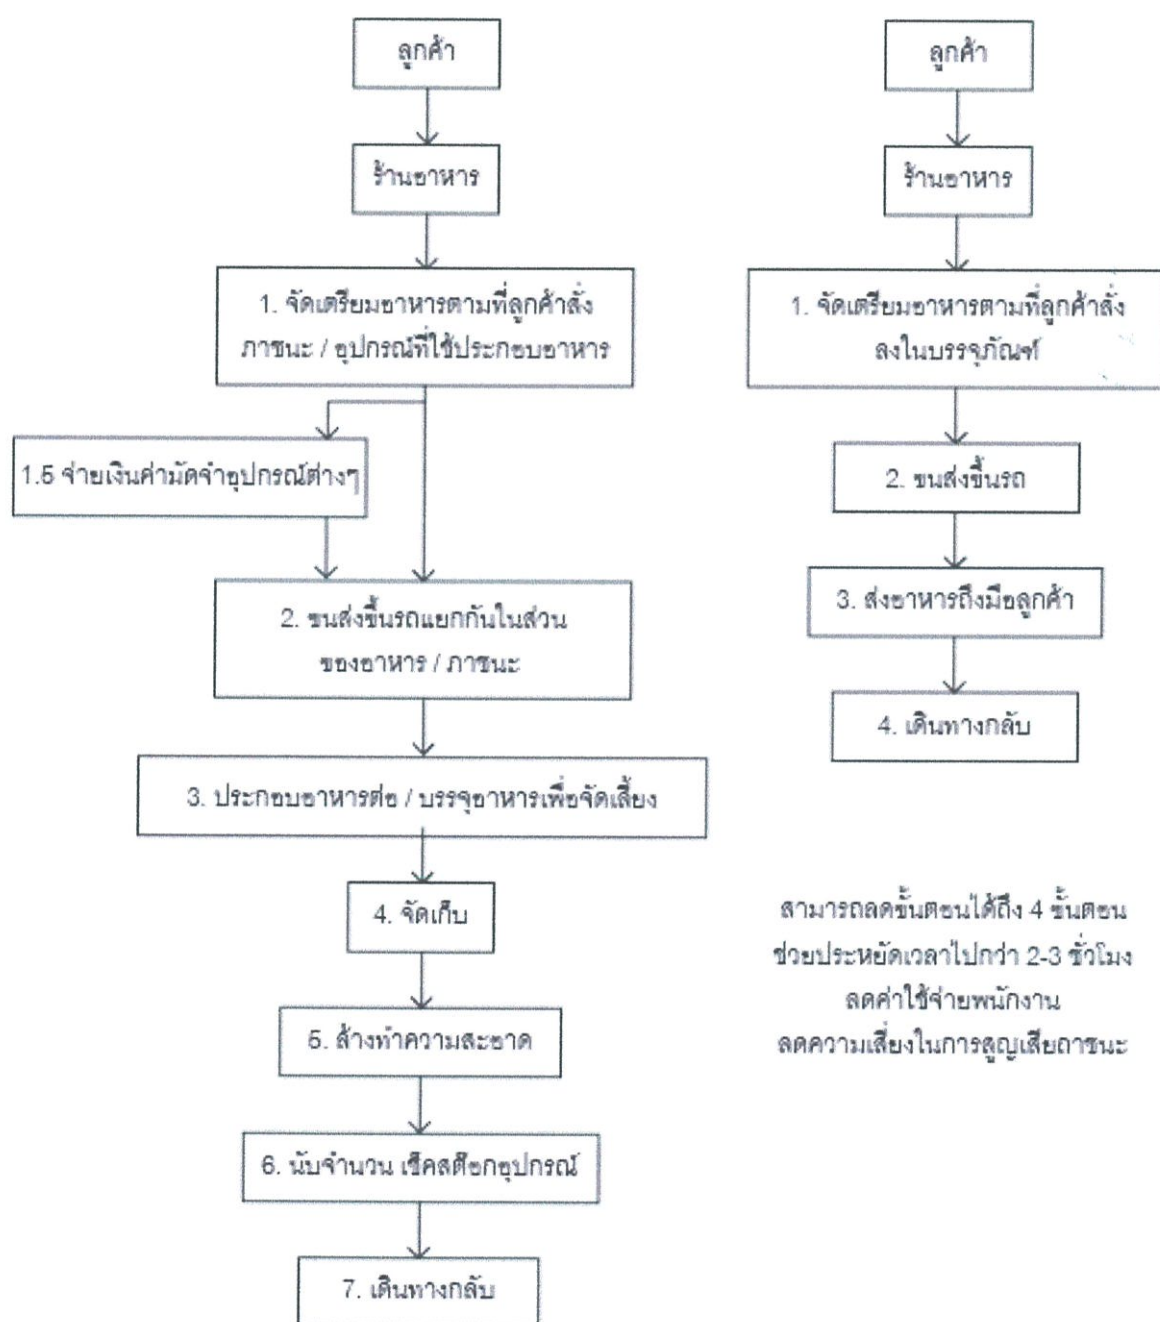 ลูกค้า
ร้านอาหาร
1. จัดเตรียมอาหารตามที่ลูกค้าสั่ง
ภาชนะ / อุปกรณ์ที่ใช้ประกอบอาหาร
1.5 จ่ายเงินค่ามัดจำอุปกรณ์ต่างๆ
2. ขนส่งขึ้นรถแยกกันในส่วน
ของอาหาร / ภาชนะ
3. ประกอบอาหารต่อ / บรรจุอาหารเพื่อจัดเลี้ยง
4. จัดเก็บ
5. ล้างทำความสะอาด
6. นับจำนวน เช็คสต๊อกอุปกรณ์
7. เดินทางกลับ
ลูกค้า
ร้านอาหาร
1. จัดเตรียมอาหารตามที่ลูกค้าสั่ง
ลงในบรรจุภัณฑ์
2. ขนส่งขึ้นรถ
3. ส่งอาหารถึงมือลูกค้า
4. เดินทางกลับ
สามารถลดขั้นตอนได้ถึง 4 ขั้นตอน
ช่วยประหยัดเวลาไปกว่า 2-3 ชั่วโมง
ลดค่าใช้จ่ายพนักงาน
ลดความเสี่ยงในการสูญเสียถาชนะ